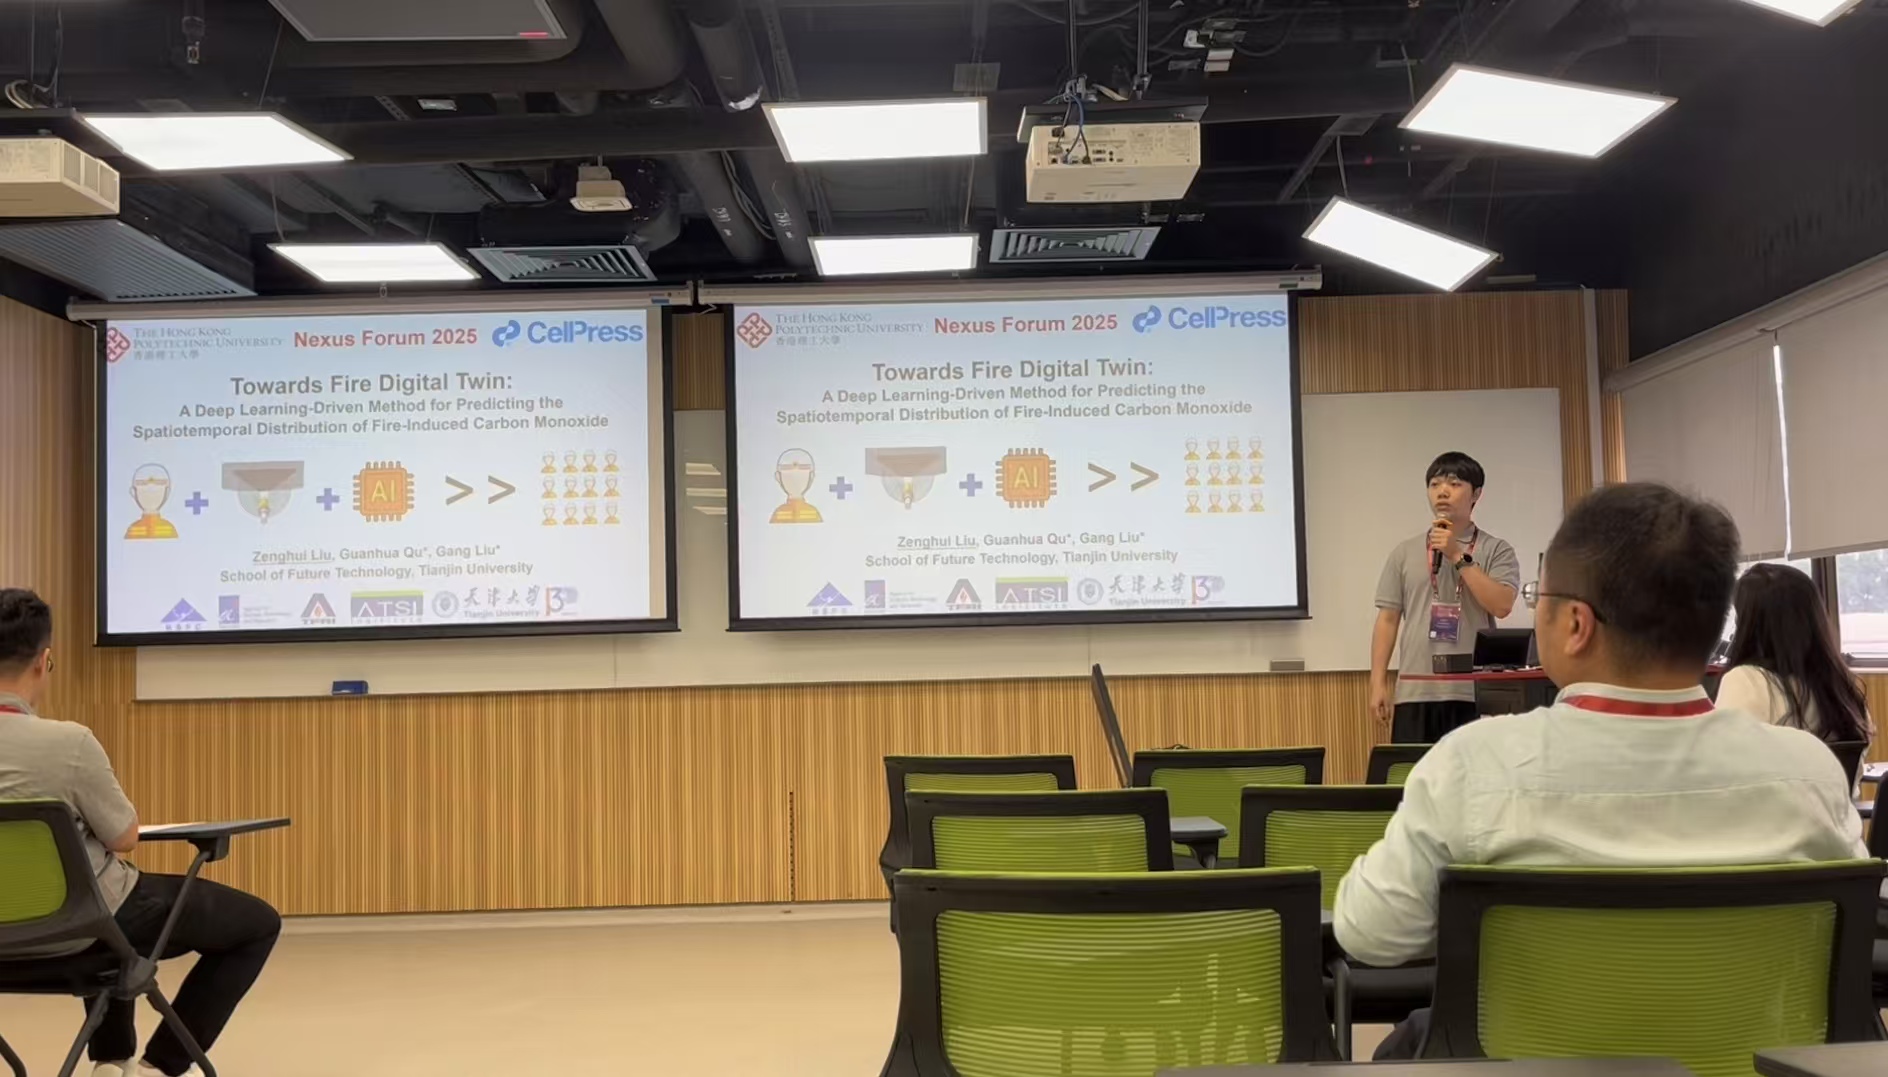 THE HONG KONG
POLYTECHNIC UNIVERSITY
香港理工大學
Nexus Forum 2025
CellPress
Towards Fire Digital Twin:
A Deep Learning-Driven Method for Predicting the
Spatiotemporal Distribution of Fire-Induced Carbon Monoxide
AI
Zenghui Liu, Guanhua Qu*, Gang Liu*
School of Future Technology, Tianjin University
ATSI
天津大学
Tianjin University
THE HONG KONG
POLYTECHNIC UNIVERSITY
香港理工大學
Nexus Forum 2025
CellPress
Towards Fire Digital Twin:
A Deep Learning-Driven Method for Predicting the
Spatiotemporal Distribution of Fire-Induced Carbon Monoxide
AI
Zenghui Liu, Guanhua Qu*, Gang Liu*
School of Future Technology, Tianjin University
ATSI
天津大学
Tianjin University